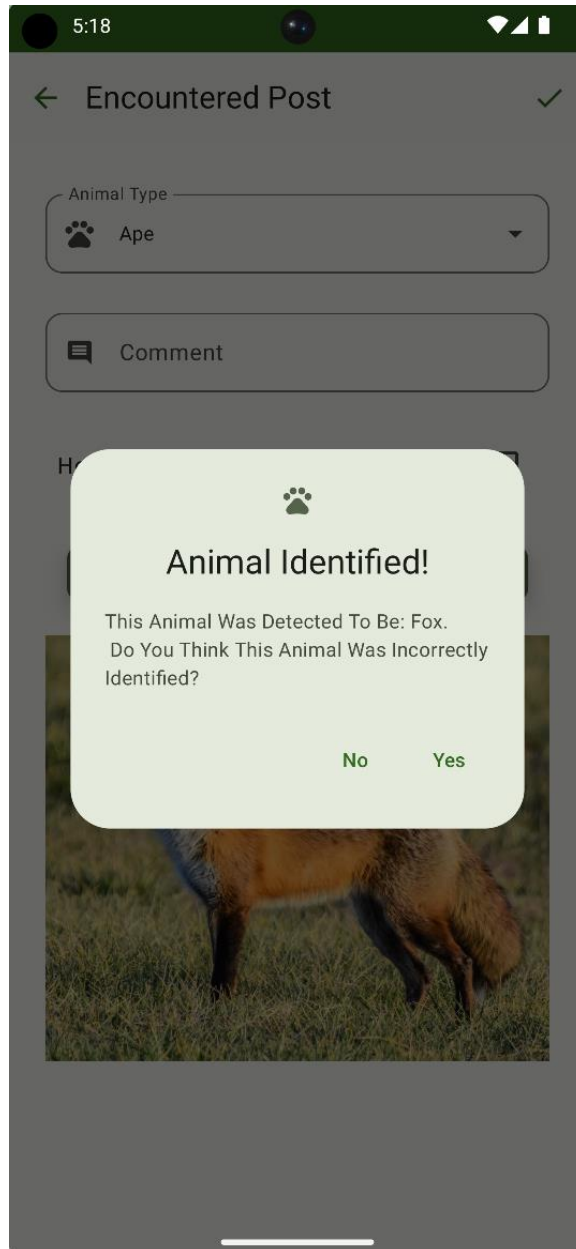 5:18
Encountered Post
Animal Type
Ape
Comment
Animal Identified!
This Animal Was Detected To Be: Fox.
Do You Think This Animal Was Incorrectly
Identified?
No Yes